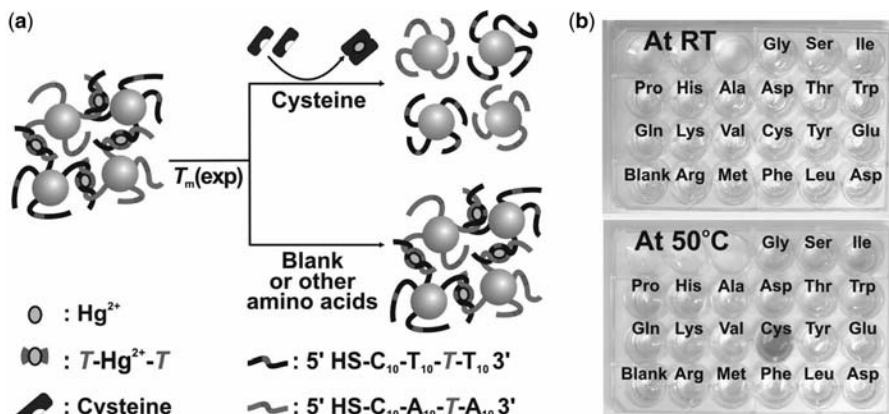 (a)
Cysteine
Tm(exp)
Blank
or other
amino acids
: Hg2+
: T-Hg2+-T
: Cysteine
: 5' HS-C10-T10-T-T10 3'
: 5' HS-C10-A10-T-A10 3'
(b)
At RT
Gly Ser Ile
Pro His Ala Asp Thr Trp
Gln Lys Val Cys Tyr Glu
Blank Arg Met Phe Leu Asp
At 50°C
Gly Ser Ile
Pro His Ala Asp Thr Trp
Gln Lys Val Cys Tyr Glu
Blank Arg Met Phe Leu Asp